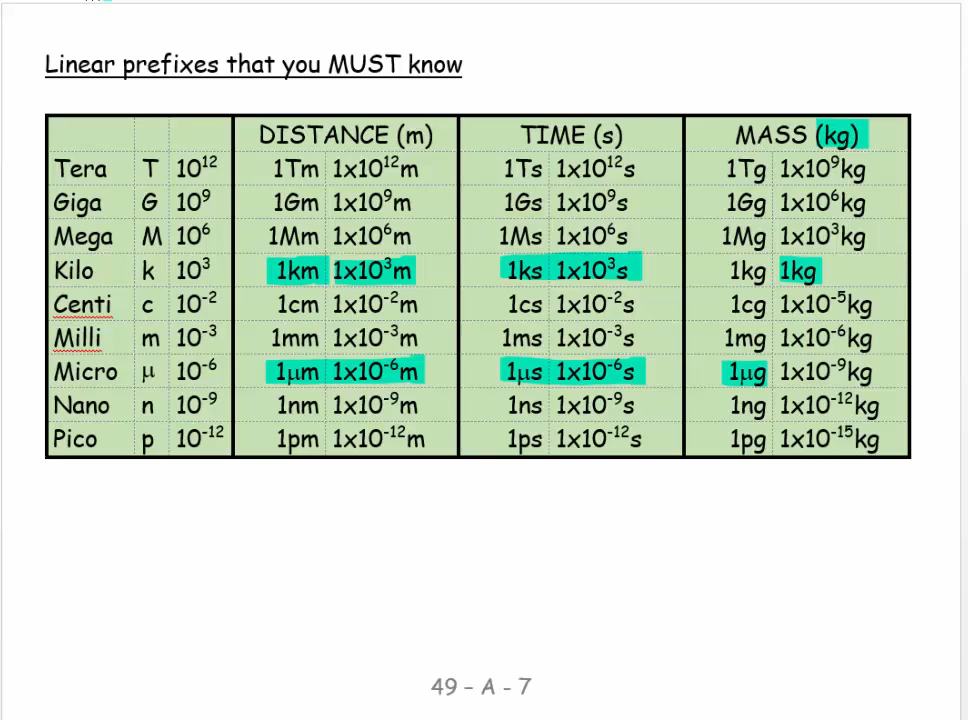 Linear prefixes that you MUST know
DISTANCE (m) TIME (s) MASS (kg)
Tera T 10¹² 1Tm 1x10¹²m 1Ts 1x10¹²s 1Tg 1x10⁹kg
Giga G 10⁹ 1Gm 1x10⁹m 1Gs 1x10⁹s 1Gg 1x10⁶kg
Mega M 10⁶ 1Mm 1x10⁶m 1Ms 1x10⁶s 1Mg 1x10³kg
Kilo k 10³ 1km 1x10³m 1ks 1x10³s 1kg 1kg
Centi c 10⁻² 1cm 1x10⁻²m 1cs 1x10⁻²s 1cg 1x10⁻⁵kg
Milli m 10⁻³ 1mm 1x10⁻³m 1ms 1x10⁻³s 1mg 1x10⁻⁶kg
Micro μ 10⁻⁶ 1μm 1x10⁻⁶m 1μs 1x10⁻⁶s 1μg 1x10⁻⁹kg
Nano n 10⁻⁹ 1nm 1x10⁻⁹m 1ns 1x10⁻⁹s 1ng 1x10⁻¹²kg
Pico p 10⁻¹² 1pm 1x10⁻¹²m 1ps 1x10⁻¹²s 1pg 1x10⁻¹⁵kg
49 – A - 7